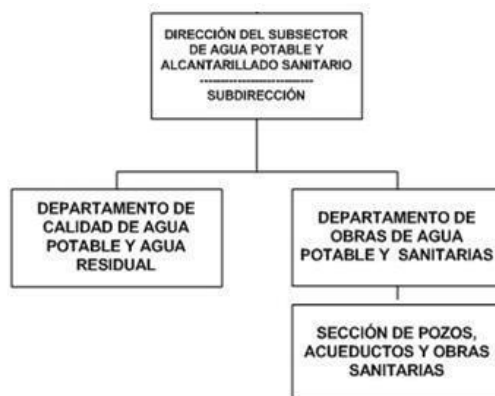 DIRECCIÓN DEL SUBSECTOR
DE AGUA POTABLE Y
ALCANTARILLADO SANITARIO
--------------------------
SUBDIRECCIÓN
DEPARTAMENTO DE
CALIDAD DE AGUA
POTABLE Y AGUA
RESIDUAL
DEPARTAMENTO DE
OBRAS DE AGUA
POTABLE Y SANITARIAS
SECCIÓN DE POZOS,
ACUEDUCTOS Y OBRAS
SANITARIAS